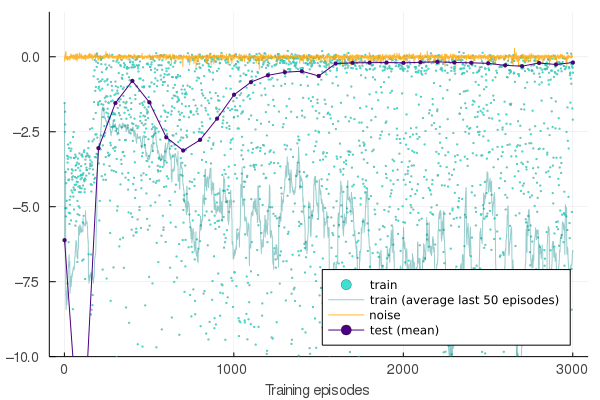 0.0
−2.5
−5.0
−7.5
−10.0
0
1000
2000
3000
Training episodes
train
train (average last 50 episodes)
noise
test (mean)